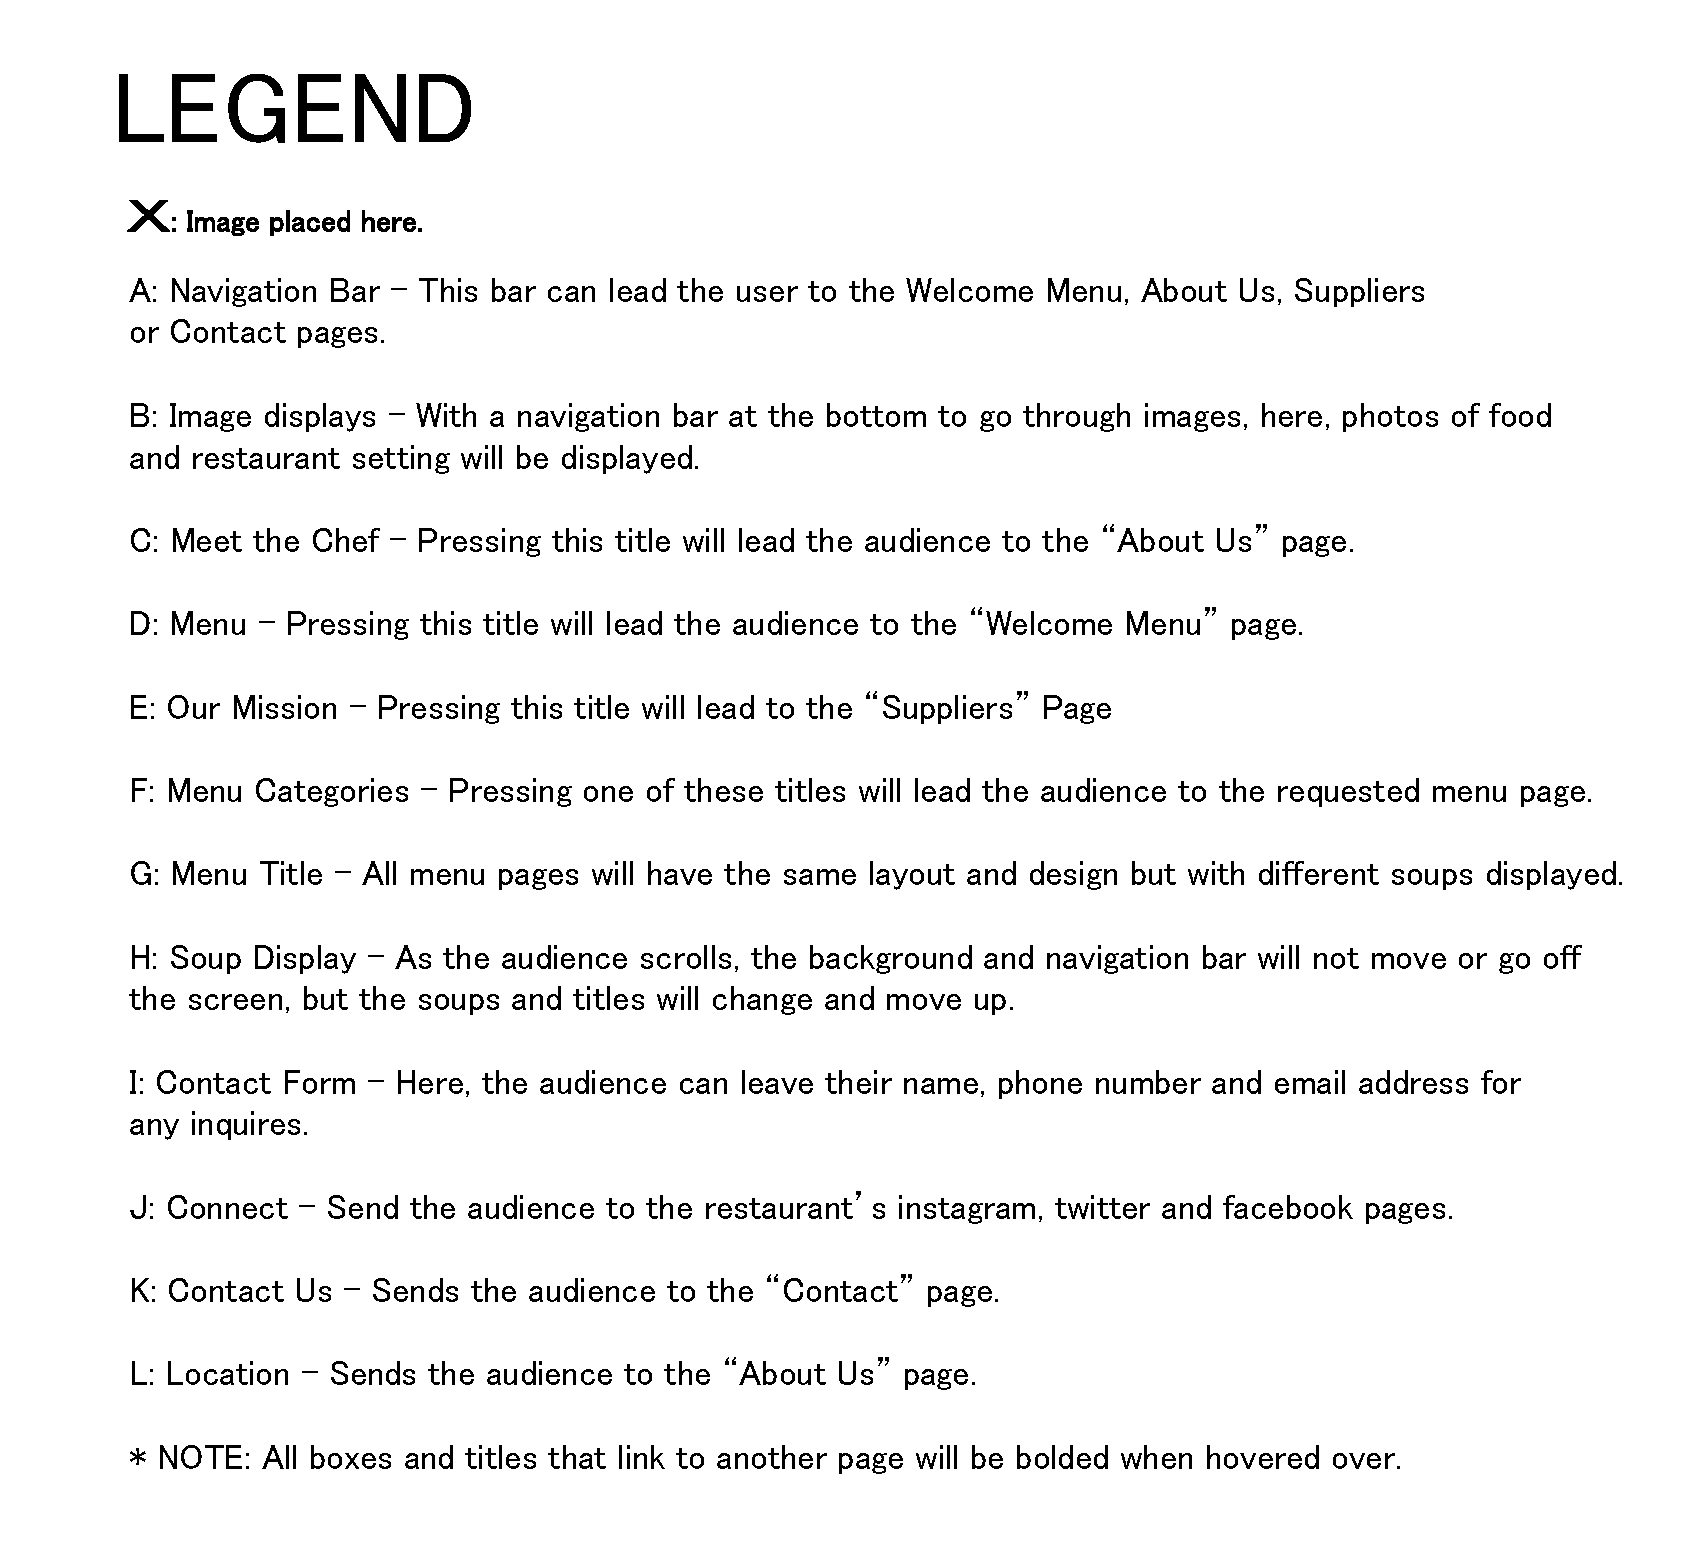 LEGEND
X: Image placed here.
A: Navigation Bar – This bar can lead the user to the Welcome Menu, About Us, Suppliers
or Contact pages.
B: Image displays – With a navigation bar at the bottom to go through images, here, photos of food
and restaurant setting will be displayed.
C: Meet the Chef – Pressing this title will lead the audience to the “About Us” page.
D: Menu – Pressing this title will lead the audience to the “Welcome Menu” page.
E: Our Mission – Pressing this title will lead to the “Suppliers” Page
F: Menu Categories – Pressing one of these titles will lead the audience to the requested menu page.
G: Menu Title – All menu pages will have the same layout and design but with different soups displayed.
H: Soup Display – As the audience scrolls, the background and navigation bar will not move or go off
the screen, but the soups and titles will change and move up.
I: Contact Form – Here, the audience can leave their name, phone number and email address for
any inquires.
J: Connect – Send the audience to the restaurant’s instagram, twitter and facebook pages.
K: Contact Us – Sends the audience to the “Contact” page.
L: Location – Sends the audience to the “About Us” page.
* NOTE: All boxes and titles that link to another page will be bolded when hovered over.